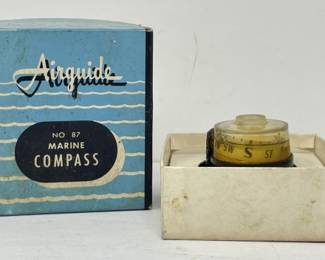 Airguide
NO 87
MARINE
COMPASS
SW S SE